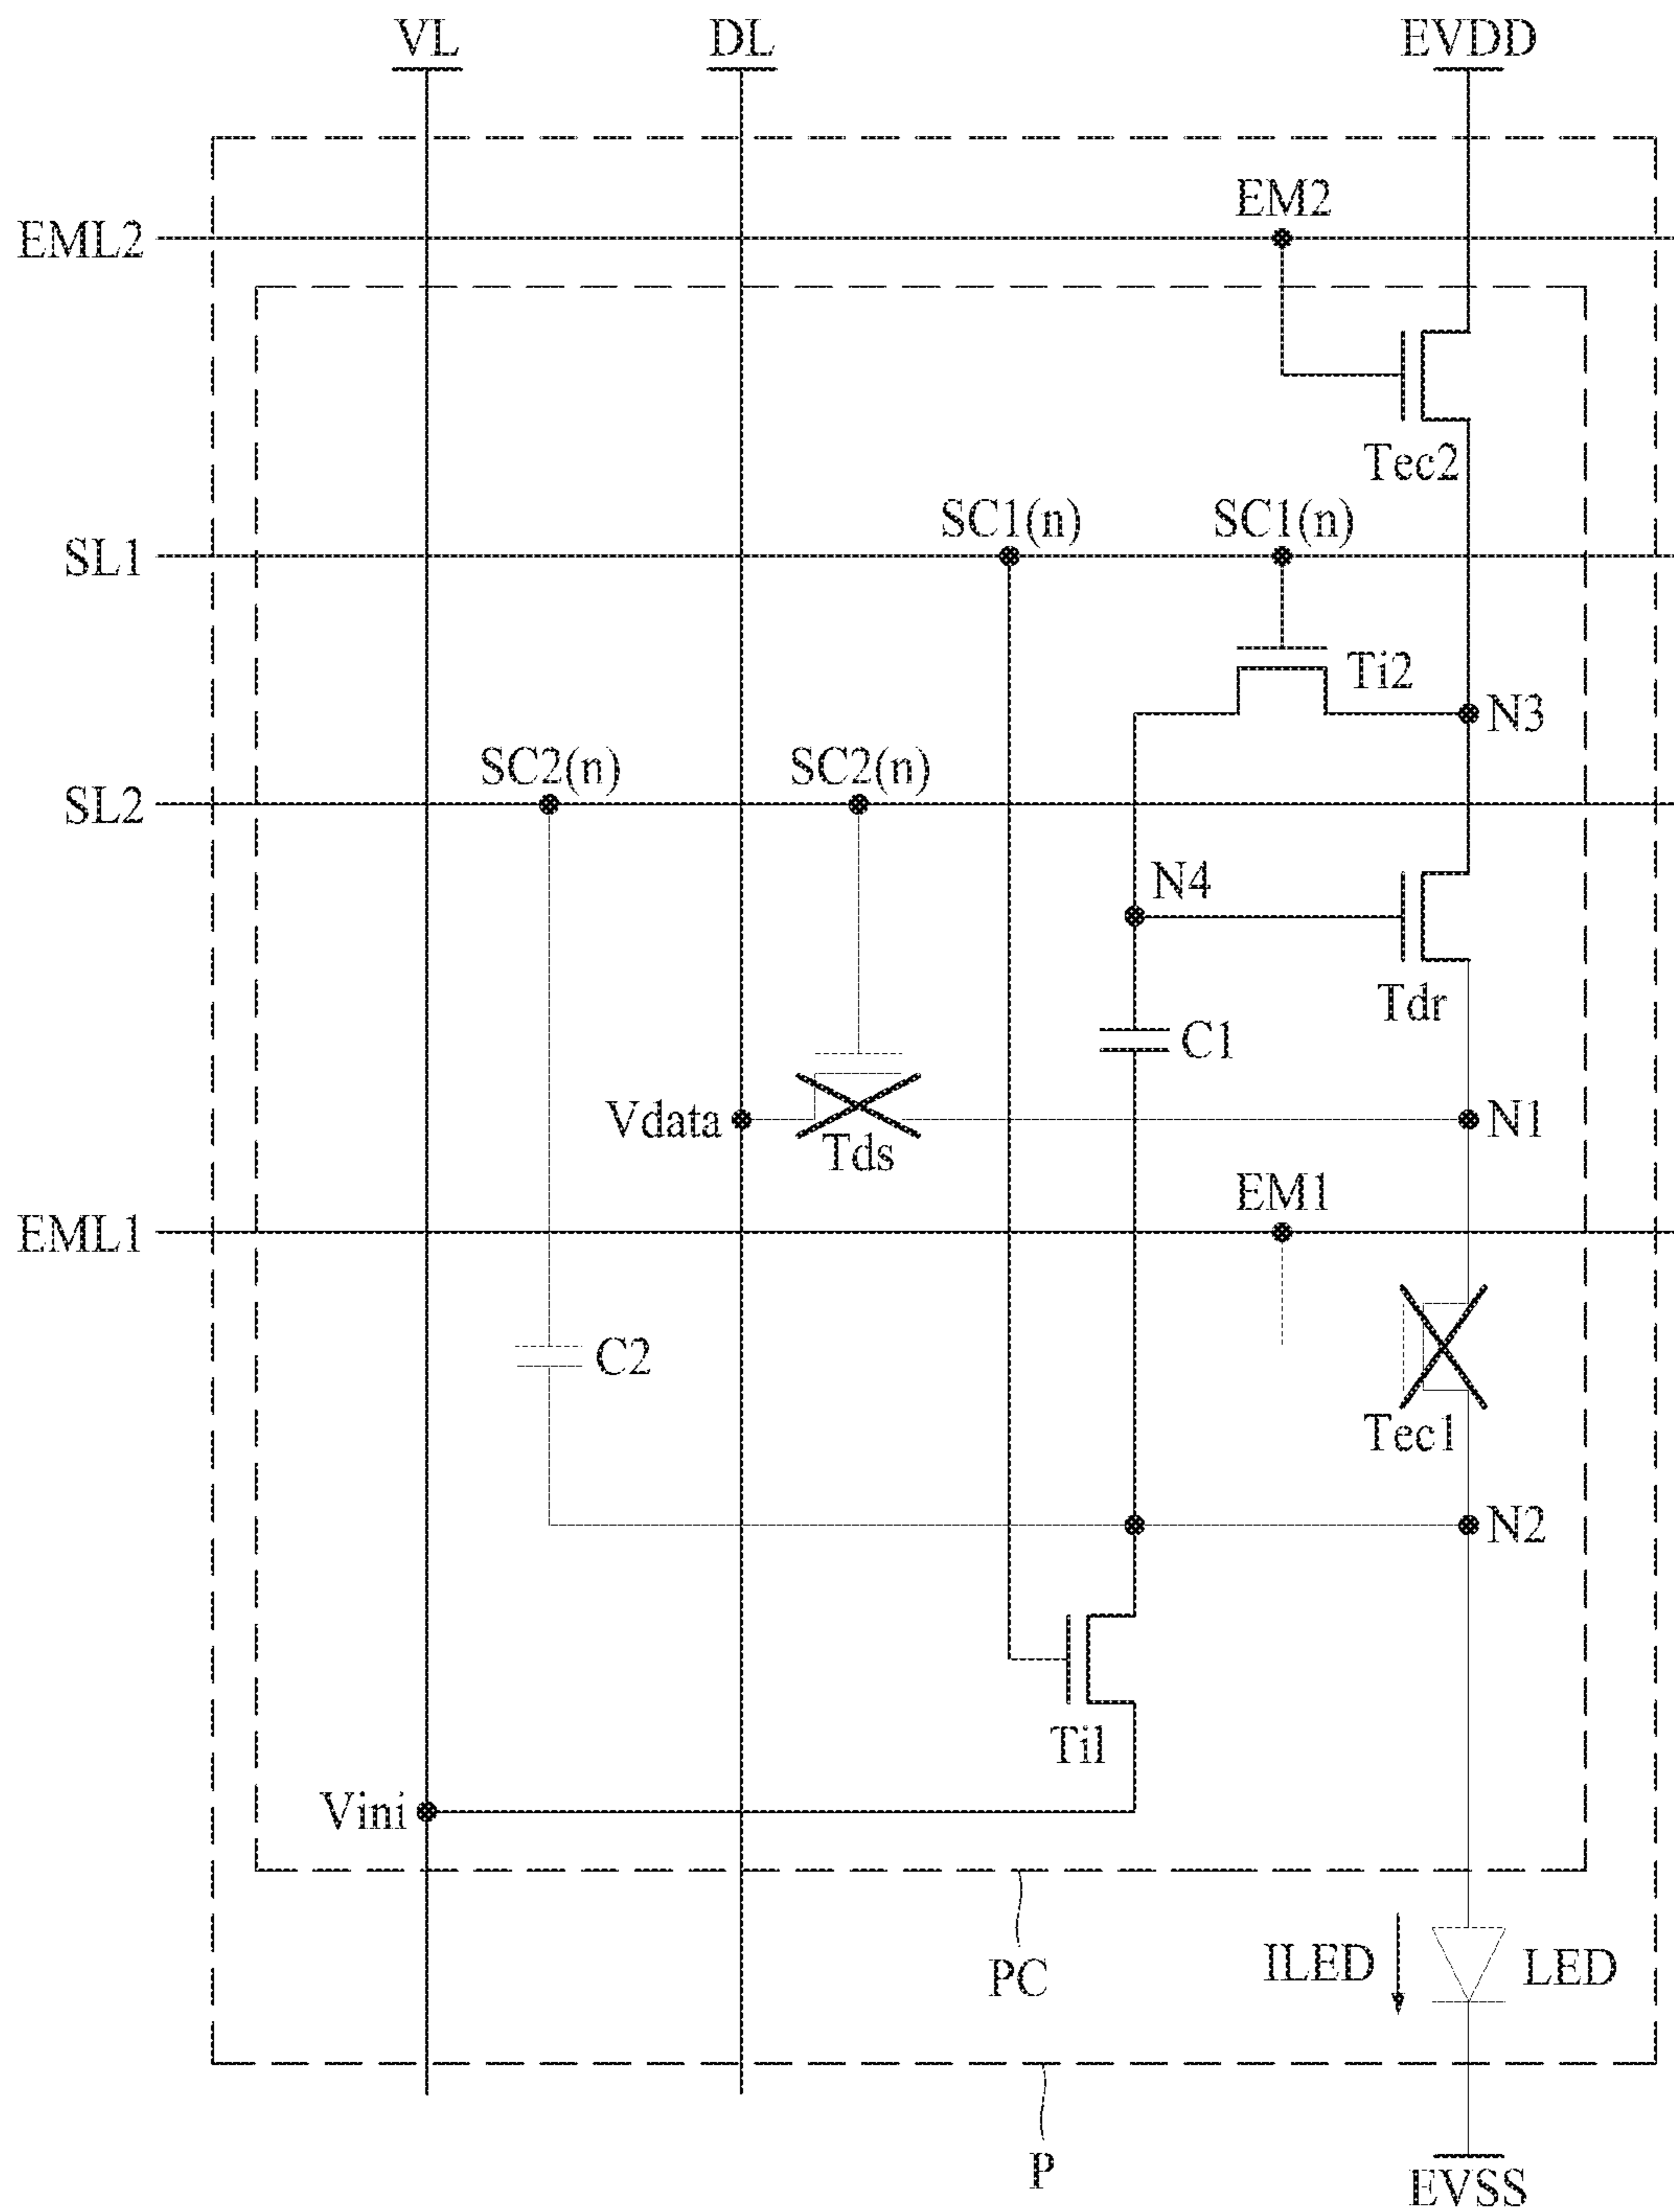 VL
DL
EVDD
EM2
EML2
Tec2
SC1(n)
SC1(n)
SL1
Ti2
N3
SC2(n)
SC2(n)
SL2
N4
Tdr
C1
Vdata
N1
Tds
EM1
EML1
C2
Tec1
N2
Ti1
Vini
PC
ILED
LED
P
EVSS